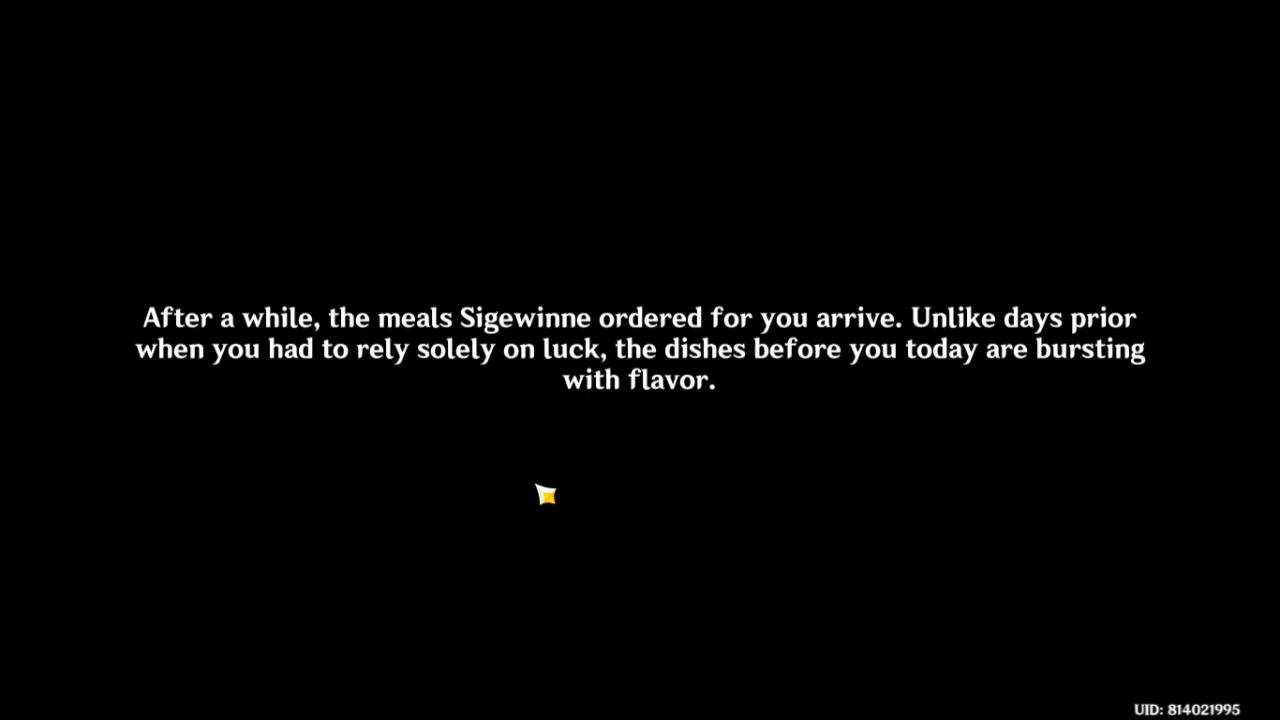 After a while, the meals Sigewinne ordered for you arrive. Unlike days prior
when you had to rely solely on luck, the dishes before you today are bursting
with flavor.
UID: 814021995